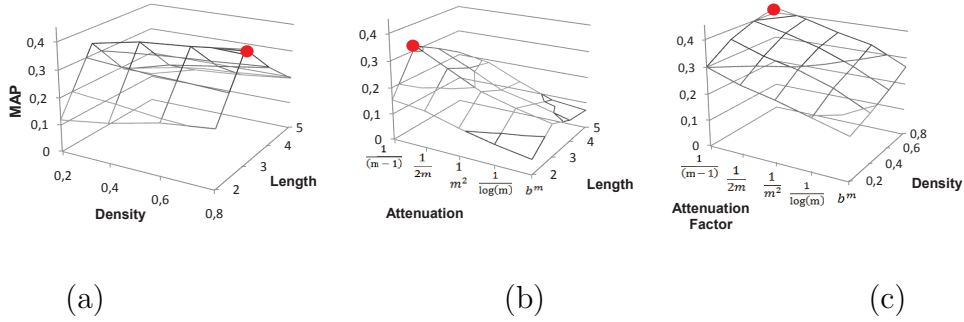 0,4
0,3
0,2
0,1
0
MAP
0,2
0,4
0,6
0,8
Density
2
3
4
5
Length
(a)
0,4
0,3
0,2
0,1
0
1/(m − 1)
1/2m
1/m²
1/log(m)
b^m
Attenuation
2
3
4
5
Length
(b)
0,4
0,3
0,2
0,1
0
1/(m − 1)
1/2m
1/m²
1/log(m)
b^m
Attenuation
Factor
0,2
0,4
0,6
0,8
Density
(c)